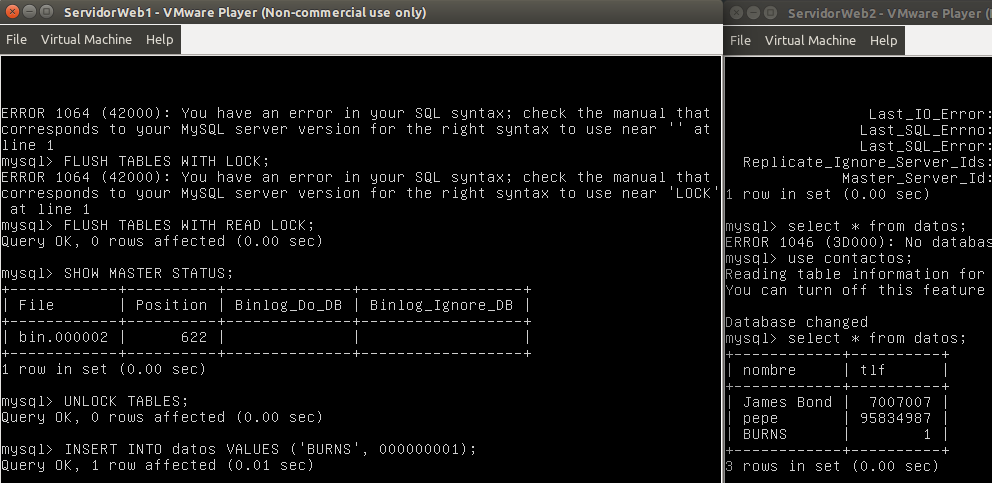 ServidorWeb1 - VMware Player (Non-commercial use only)
File Virtual Machine Help
ERROR 1064 (42000): You have an error in your SQL syntax; check the manual that
corresponds to your MySQL server version for the right syntax to use near '' at
line 1
mysql> FLUSH TABLES WITH LOCK;
ERROR 1064 (42000): You have an error in your SQL syntax; check the manual that
corresponds to your MySQL server version for the right syntax to use near 'LOCK'
 at line 1
mysql> FLUSH TABLES WITH READ LOCK;
Query OK, 0 rows affected (0.00 sec)
mysql> SHOW MASTER STATUS;
+------------+----------+--------------+------------------+
| File       | Position | Binlog_Do_DB | Binlog_Ignore_DB |
+------------+----------+--------------+------------------+
| bin.000002 |      622 |              |                  |
+------------+----------+--------------+------------------+
1 row in set (0.00 sec)
mysql> UNLOCK TABLES;
Query OK, 0 rows affected (0.00 sec)
mysql> INSERT INTO datos VALUES ('BURNS', 000000001);
Query OK, 1 row affected (0.01 sec)
ServidorWeb2 - VMware Player (
File Virtual Machine Help
Last_IO_Error:
Last_SQL_Errno:
Last_SQL_Error:
Replicate_Ignore_Server_Ids:
Master_Server_Id:
1 row in set (0.00 sec)
mysql> select * from datos;
ERROR 1046 (3D000): No databas
mysql> use contactos;
Reading table information for
You can turn off this feature
Database changed
mysql> select * from datos;
+------------+----------+
| nombre     | tlf      |
+------------+----------+
| James Bond |  7007007 |
| pepe       | 95834987 |
| BURNS      |        1 |
+------------+----------+
3 rows in set (0.00 sec)